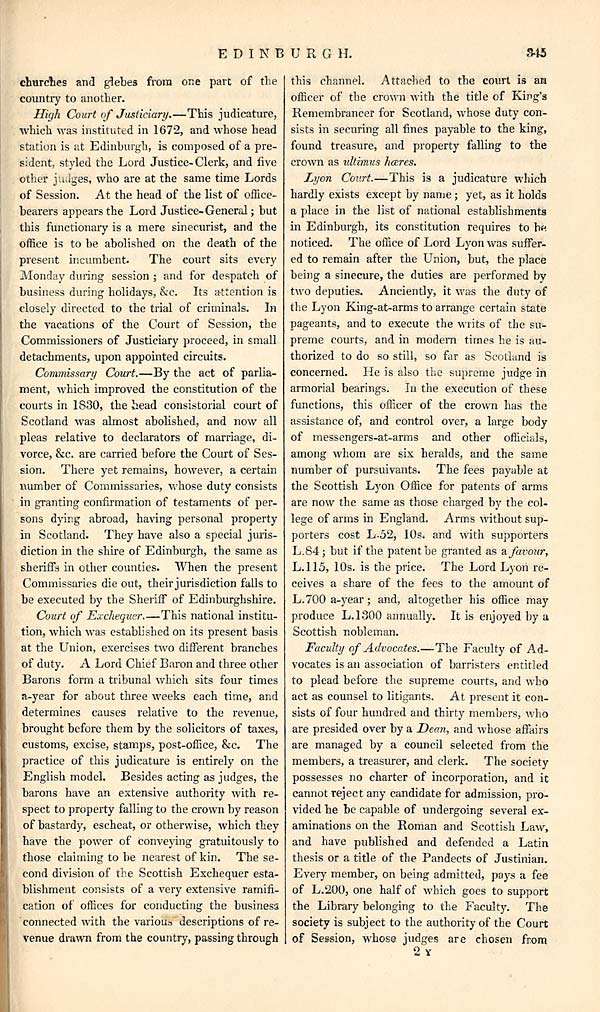 EDINBURGH. 345
churches and glebes from one part of the
country to another.
High Court of Justiciary.—This judicature,
which was instituted in 1672, and whose head
station is at Edinburgh, is composed of a pre-
sident, styled the Lord Justice-Clerk, and five
other judges, who are at the same time Lords
of Session. At the head of the list of office-
bearers appears the Lord Justice-General; but
this functionary is a mere sinecurist, and the
office is to be abolished on the death of the
present incumbent. The court sits every
Monday during session; and for despatch of
business during holidays, &c. Its attention is
closely directed to the trial of criminals. In
the vacations of the Court of Session, the
Commissioners of Justiciary proceed, in small
detachments, upon appointed circuits.
Commissary Court.—By the act of parlia-
ment, which improved the constitution of the
courts in 1830, the head consistorial court of
Scotland was almost abolished, and now all
pleas relative to declarators of marriage, di-
vorce, &c. are carried before the Court of Ses-
sion. There yet remains, however, a certain
number of Commissaries, whose duty consists
in granting confirmation of testaments of per-
sons dying abroad, having personal property
in Scotland. They have also a special juris-
diction in the shire of Edinburgh, the same as
sheriffs in other counties. When the present
Commissaries die out, their jurisdiction falls to
be executed by the Sheriff of Edinburghshire.
Court of Exchequer.—This national institu-
tion, which was established on its present basis
at the Union, exercises two different branches
of duty. A Lord Chief Baron and three other
Barons form a tribunal which sits four times
a-year for about three weeks each time, and
determines causes relative to the revenue,
brought before them by the solicitors of taxes,
customs, excise, stamps, post-office, &c. The
practice of this judicature is entirely on the
English model. Besides acting as judges, the
barons have an extensive authority with re-
spect to property falling to the crown by reason
of bastardy, escheat, or otherwise, which they
have the power of conveying gratuitously to
those claiming to be nearest of kin. The se-
cond division of the Scottish Exchequer esta-
blishment consists of a very extensive ramifi-
cation of offices for conducting the business
connected with the various descriptions of re-
venue drawn from the country, passing through
this channel. Attached to the court is an
officer of the crown with the title of King's
Remembrancer for Scotland, whose duty con-
sists in securing all fines payable to the king,
found treasure, and property falling to the
crown as ultimus hæres.
Lyon Court.—This is a judicature which
hardly exists except by name; yet, as it holds
a place in the list of national establishments
in Edinburgh, its constitution requires to be
noticed. The office of Lord Lyon was suffer-
ed to remain after the Union, but, the place
being a sinecure, the duties are performed by
two deputies. Anciently, it was the duty of
the Lyon King-at-arms to arrange certain state
pageants, and to execute the writs of the su-
preme courts, and in modern times he is au-
thorized to do so still, so far as Scotland is
concerned. He is also the supreme judge in
armorial bearings. In the execution of these
functions, this officer of the crown has the
assistance of, and control over, a large body
of messengers-at-arms and other officials,
among whom are six heralds, and the same
number of pursuivants. The fees payable at
the Scottish Lyon Office for patents of arms
are now the same as those charged by the col-
lege of arms in England. Arms without sup-
porters cost L.52, 10s. and with supporters
L.84; but if the patent be granted as a favour,
L.115, 10s. is the price. The Lord Lyon re-
ceives a share of the fees to the amount of
L.700 a-year; and, altogether his office may
produce L.1300 annually. It is enjoyed by a
Scottish nobleman.
Faculty of Advocates.—The Faculty of Ad-
vocates is an association of barristers entitled
to plead before the supreme courts, and who
act as counsel to litigants. At present it con-
sists of four hundred and thirty members, who
are presided over by a Dean, and whose affairs
are managed by a council selected from the
members, a treasurer, and clerk. The society
possesses no charter of incorporation, and it
cannot reject any candidate for admission, pro-
vided he be capable of undergoing several ex-
aminations on the Roman and Scottish Law,
and have published and defended a Latin
thesis or a title of the Pandects of Justinian.
Every member, on being admitted, pays a fee
of L.200, one half of which goes to support
the Library belonging to the Faculty. The
society is subject to the authority of the Court
of Session, whose judges are chosen from
2 Y